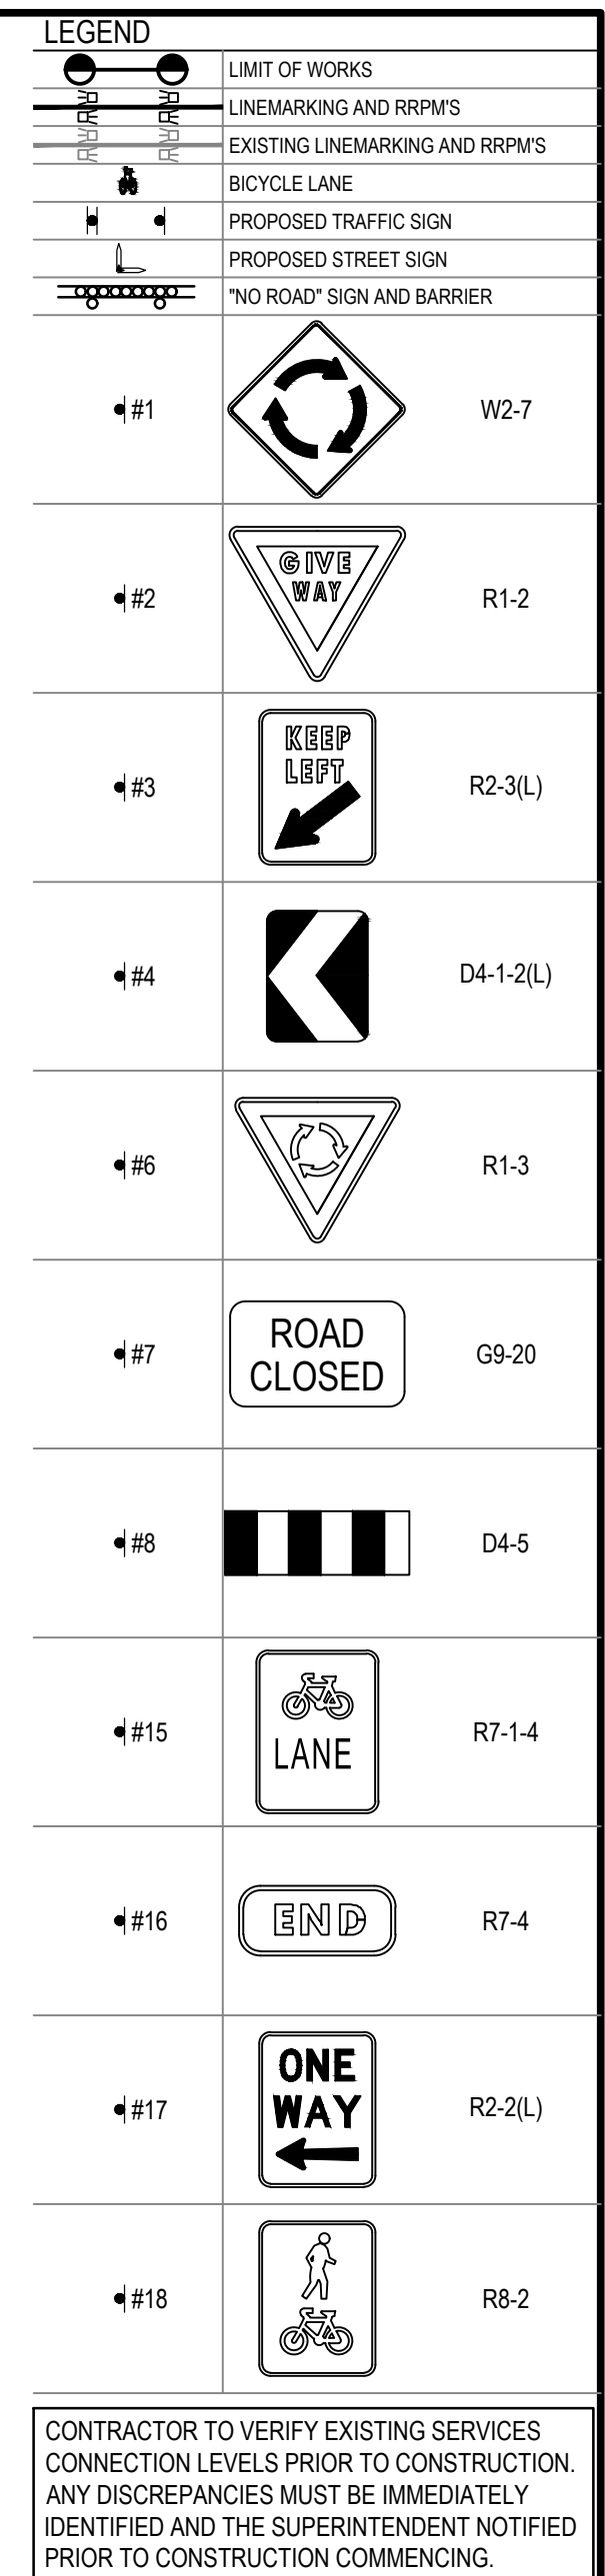 LEGEND
LIMIT OF WORKS
LINEMARKING AND RRPM'S
EXISTING LINEMARKING AND RRPM'S
BICYCLE LANE
PROPOSED TRAFFIC SIGN
PROPOSED STREET SIGN
"NO ROAD" SIGN AND BARRIER
#1 W2-7
#2 GIVE WAY R1-2
#3 KEEP LEFT R2-3(L)
#4 D4-1-2(L)
#6 R1-3
#7 ROAD CLOSED G9-20
#8 D4-5
#15 LANE R7-1-4
#16 END R7-4
#17 ONE WAY R2-2(L)
#18 R8-2
CONTRACTOR TO VERIFY EXISTING SERVICES
CONNECTION LEVELS PRIOR TO CONSTRUCTION.
ANY DISCREPANCIES MUST BE IMMEDIATELY
IDENTIFIED AND THE SUPERINTENDENT NOTIFIED
PRIOR TO CONSTRUCTION COMMENCING.